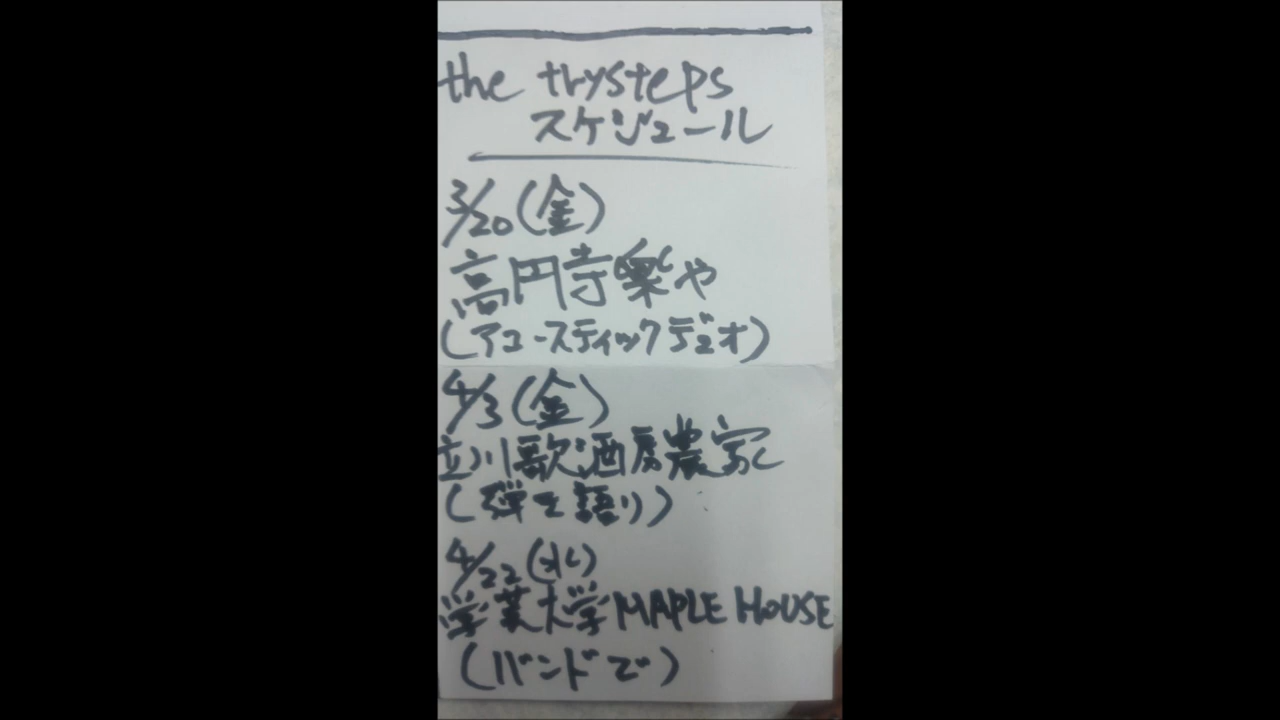 the trysteps
スケジュール
3/20(金)
高円寺楽や
(アコースティックデュオ)
4/3(金)
立川歌酒房農家
(弾き語り)
4/22(水)
学芸大学MAPLE HOUSE
(バンドで)